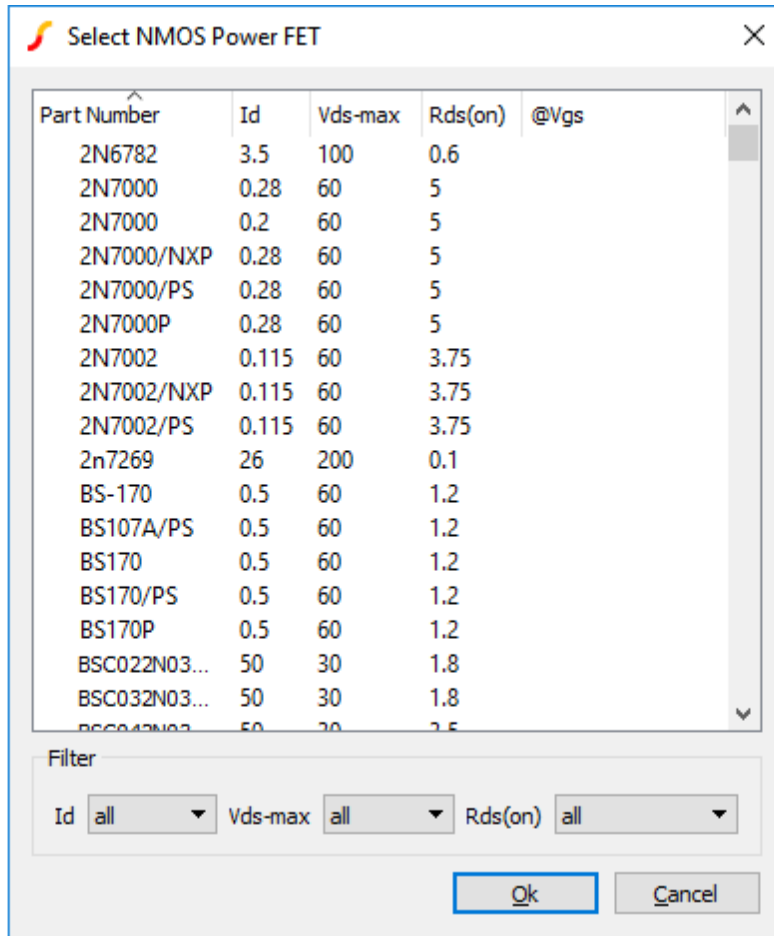 Select NMOS Power FET
Part Number Id Vds-max Rds(on) @Vgs
2N6782 3.5 100 0.6
2N7000 0.28 60 5
2N7000 0.2 60 5
2N7000/NXP 0.28 60 5
2N7000/PS 0.28 60 5
2N7000P 0.28 60 5
2N7002 0.115 60 3.75
2N7002/NXP 0.115 60 3.75
2N7002/PS 0.115 60 3.75
2n7269 26 200 0.1
BS-170 0.5 60 1.2
BS107A/PS 0.5 60 1.2
BS170 0.5 60 1.2
BS170/PS 0.5 60 1.2
BS170P 0.5 60 1.2
BSC022N03... 50 30 1.8
BSC032N03... 50 30 1.8
Filter
Id all Vds-max all Rds(on) all
Ok Cancel